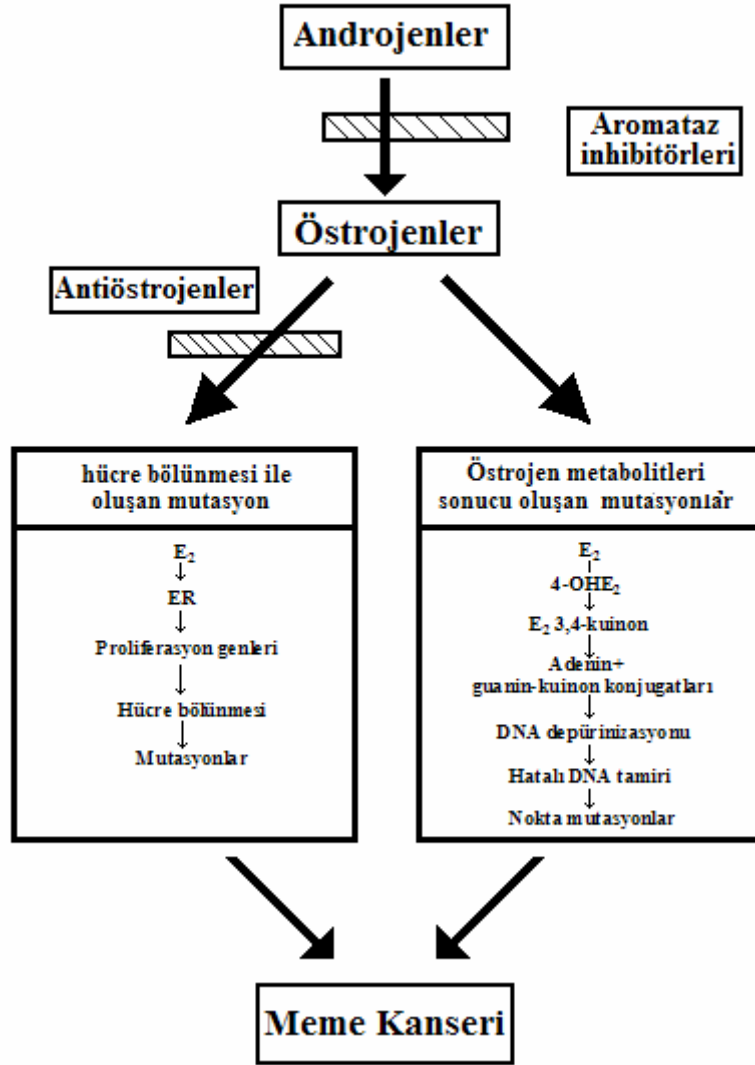 Androjenler
Aromataz
inhibitörleri
Östrojenler
Antiöstrojenler
hücre bölünmesi ile
oluşan mutasyon
E₂
ER
Proliferasyon genleri
Hücre bölünmesi
Mutasyonlar
Östrojen metabolitleri
sonucu oluşan mutasyonlar
E₂
4-OHE₂
E₂ 3,4-kuinon
Adenin+
guanin-kuinon konjugatları
DNA depürinizasyonu
Hatalı DNA tamiri
Nokta mutasyonlar
Meme Kanseri